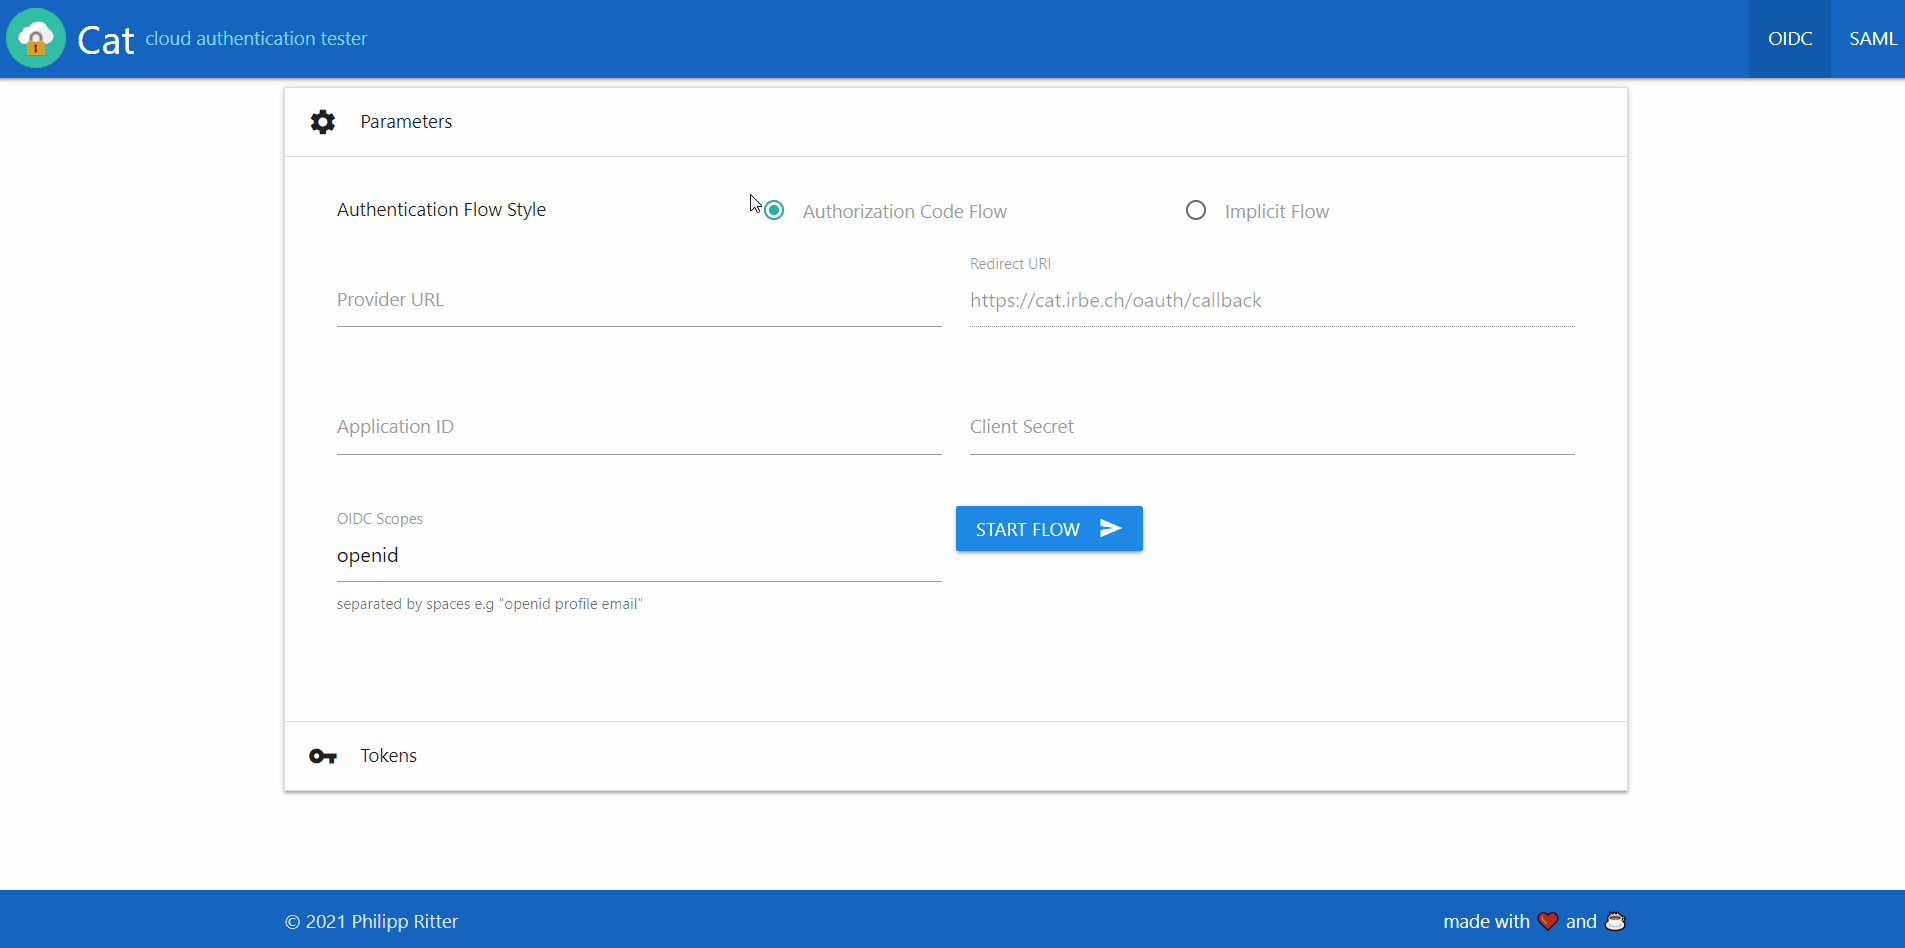 Cat cloud authentication tester OIDC SAML
Parameters
Authentication Flow Style Authorization Code Flow Implicit Flow
Redirect URI
Provider URL https://cat.irbe.ch/oauth/callback
Application ID Client Secret
OIDC Scopes
START FLOW
openid
separated by spaces e.g "openid profile email"
Tokens
© 2021 Philipp Ritter made with ❤️ and ☕